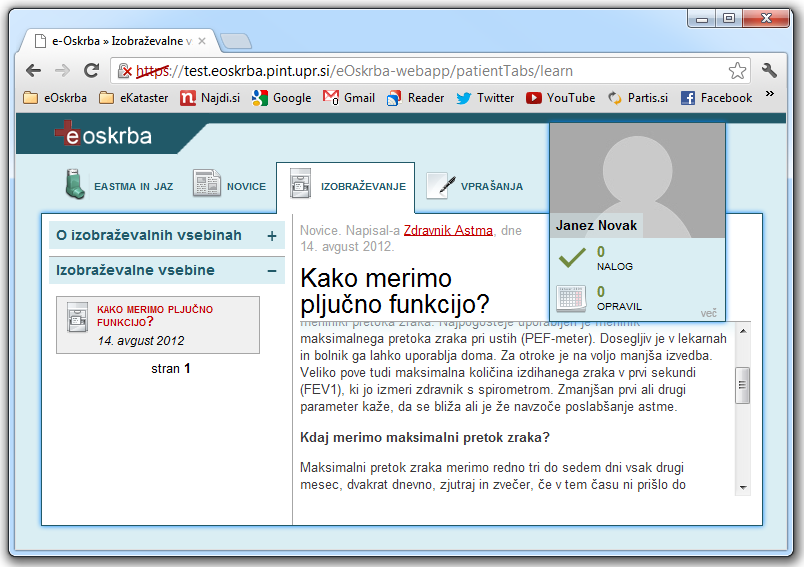 e-Oskrba » Izobraževalne v
https://test.eoskrba.pint.upr.si/eOskrba-webapp/patientTabs/learn
eOskrba eKataster Najdi.si Google Gmail Reader Twitter YouTube Partis.si Facebook »
eoskrba
EASTMA IN JAZ NOVICE IZOBRAŽEVANJE VPRAŠANJA
Janez Novak
0
NALOG
0
OPRAVIL
več
O izobraževalnih vsebinah +
Izobraževalne vsebine −
KAKO MERIMO PLJUČNO
FUNKCIJO?
14. avgust 2012
stran 1
Novice. Napisal-a Zdravnik Astma, dne
14. avgust 2012.
Kako merimo
pljučno funkcijo?
meriniki pretoka zraka. Najpogosteje uporabljen je merilnik
maksimalnega pretoka zraka pri ustih (PEF-meter). Dosegljiv je v lekarnah
in bolnik ga lahko uporablja doma. Za otroke je na voljo manjša izvedba.
Veliko pove tudi maksimalna količina izdihanega zraka v prvi sekundi
(FEV1), ki jo izmeri zdravnik s spirometrom. Zmanjšan prvi ali drugi
parameter kaže, da se bliža ali je že navzoče poslabšanje astme.
Kdaj merimo maksimalni pretok zraka?
Maksimalni pretok zraka merimo redno tri do sedem dni vsak drugi
mesec, dvakrat dnevno, zjutraj in zvečer, če v tem času ni prišlo do